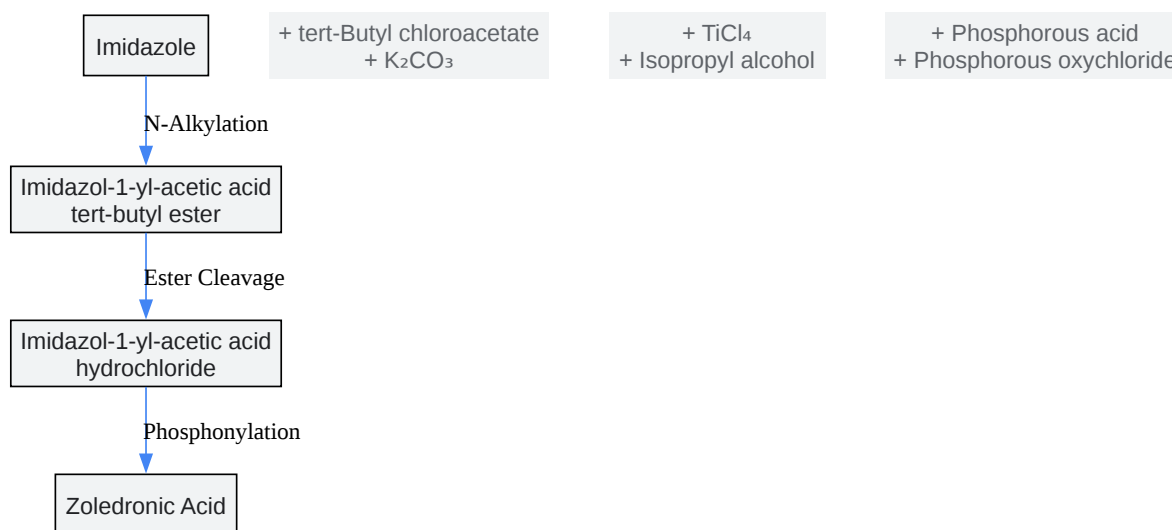 Imidazole
+ tert-Butyl chloroacetate
+ K₂CO₃
+ TiCl₄
+ Isopropyl alcohol
+ Phosphorous acid
+ Phosphorous oxychloride
N-Alkylation
Imidazol-1-yl-acetic acid
tert-butyl ester
Ester Cleavage
Imidazol-1-yl-acetic acid
hydrochloride
Phosphonylation
Zoledronic Acid